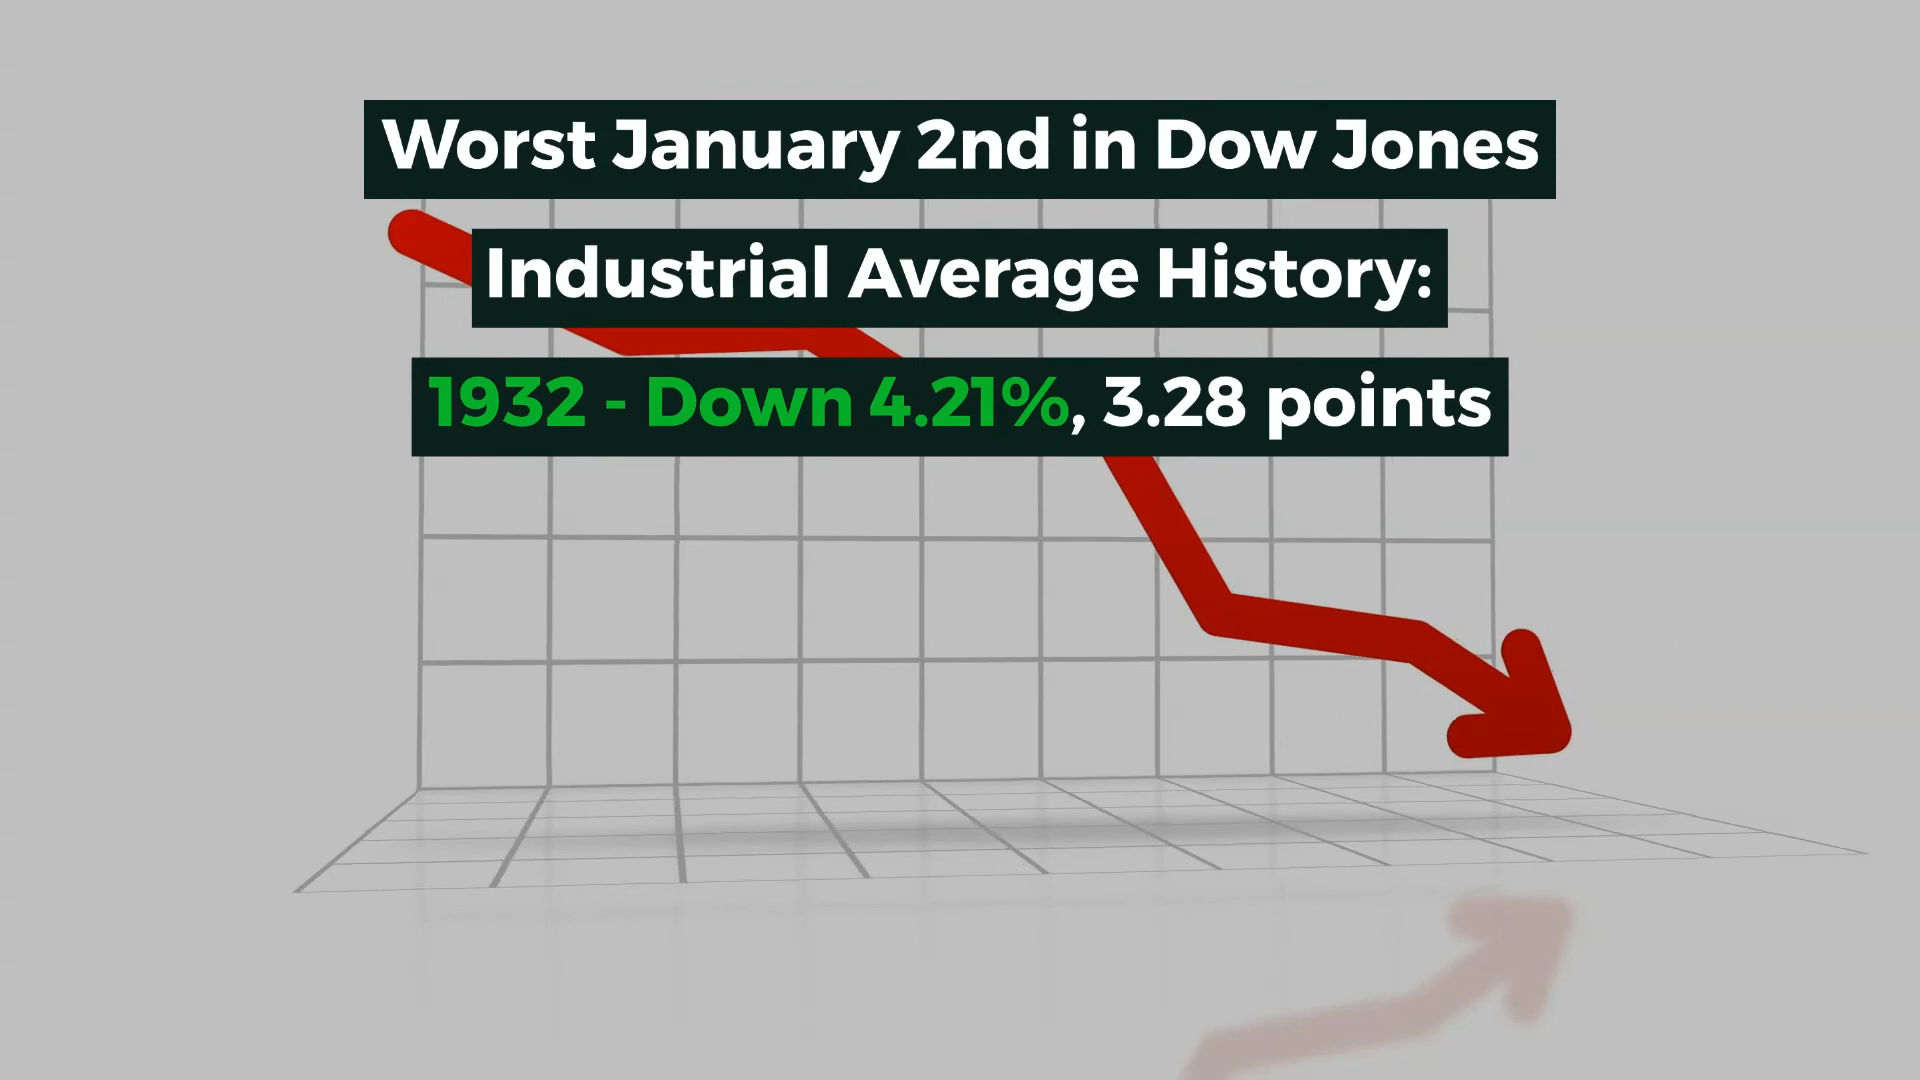 Worst January 2nd in Dow Jones
Industrial Average History:
1932 - Down 4.21%, 3.28 points